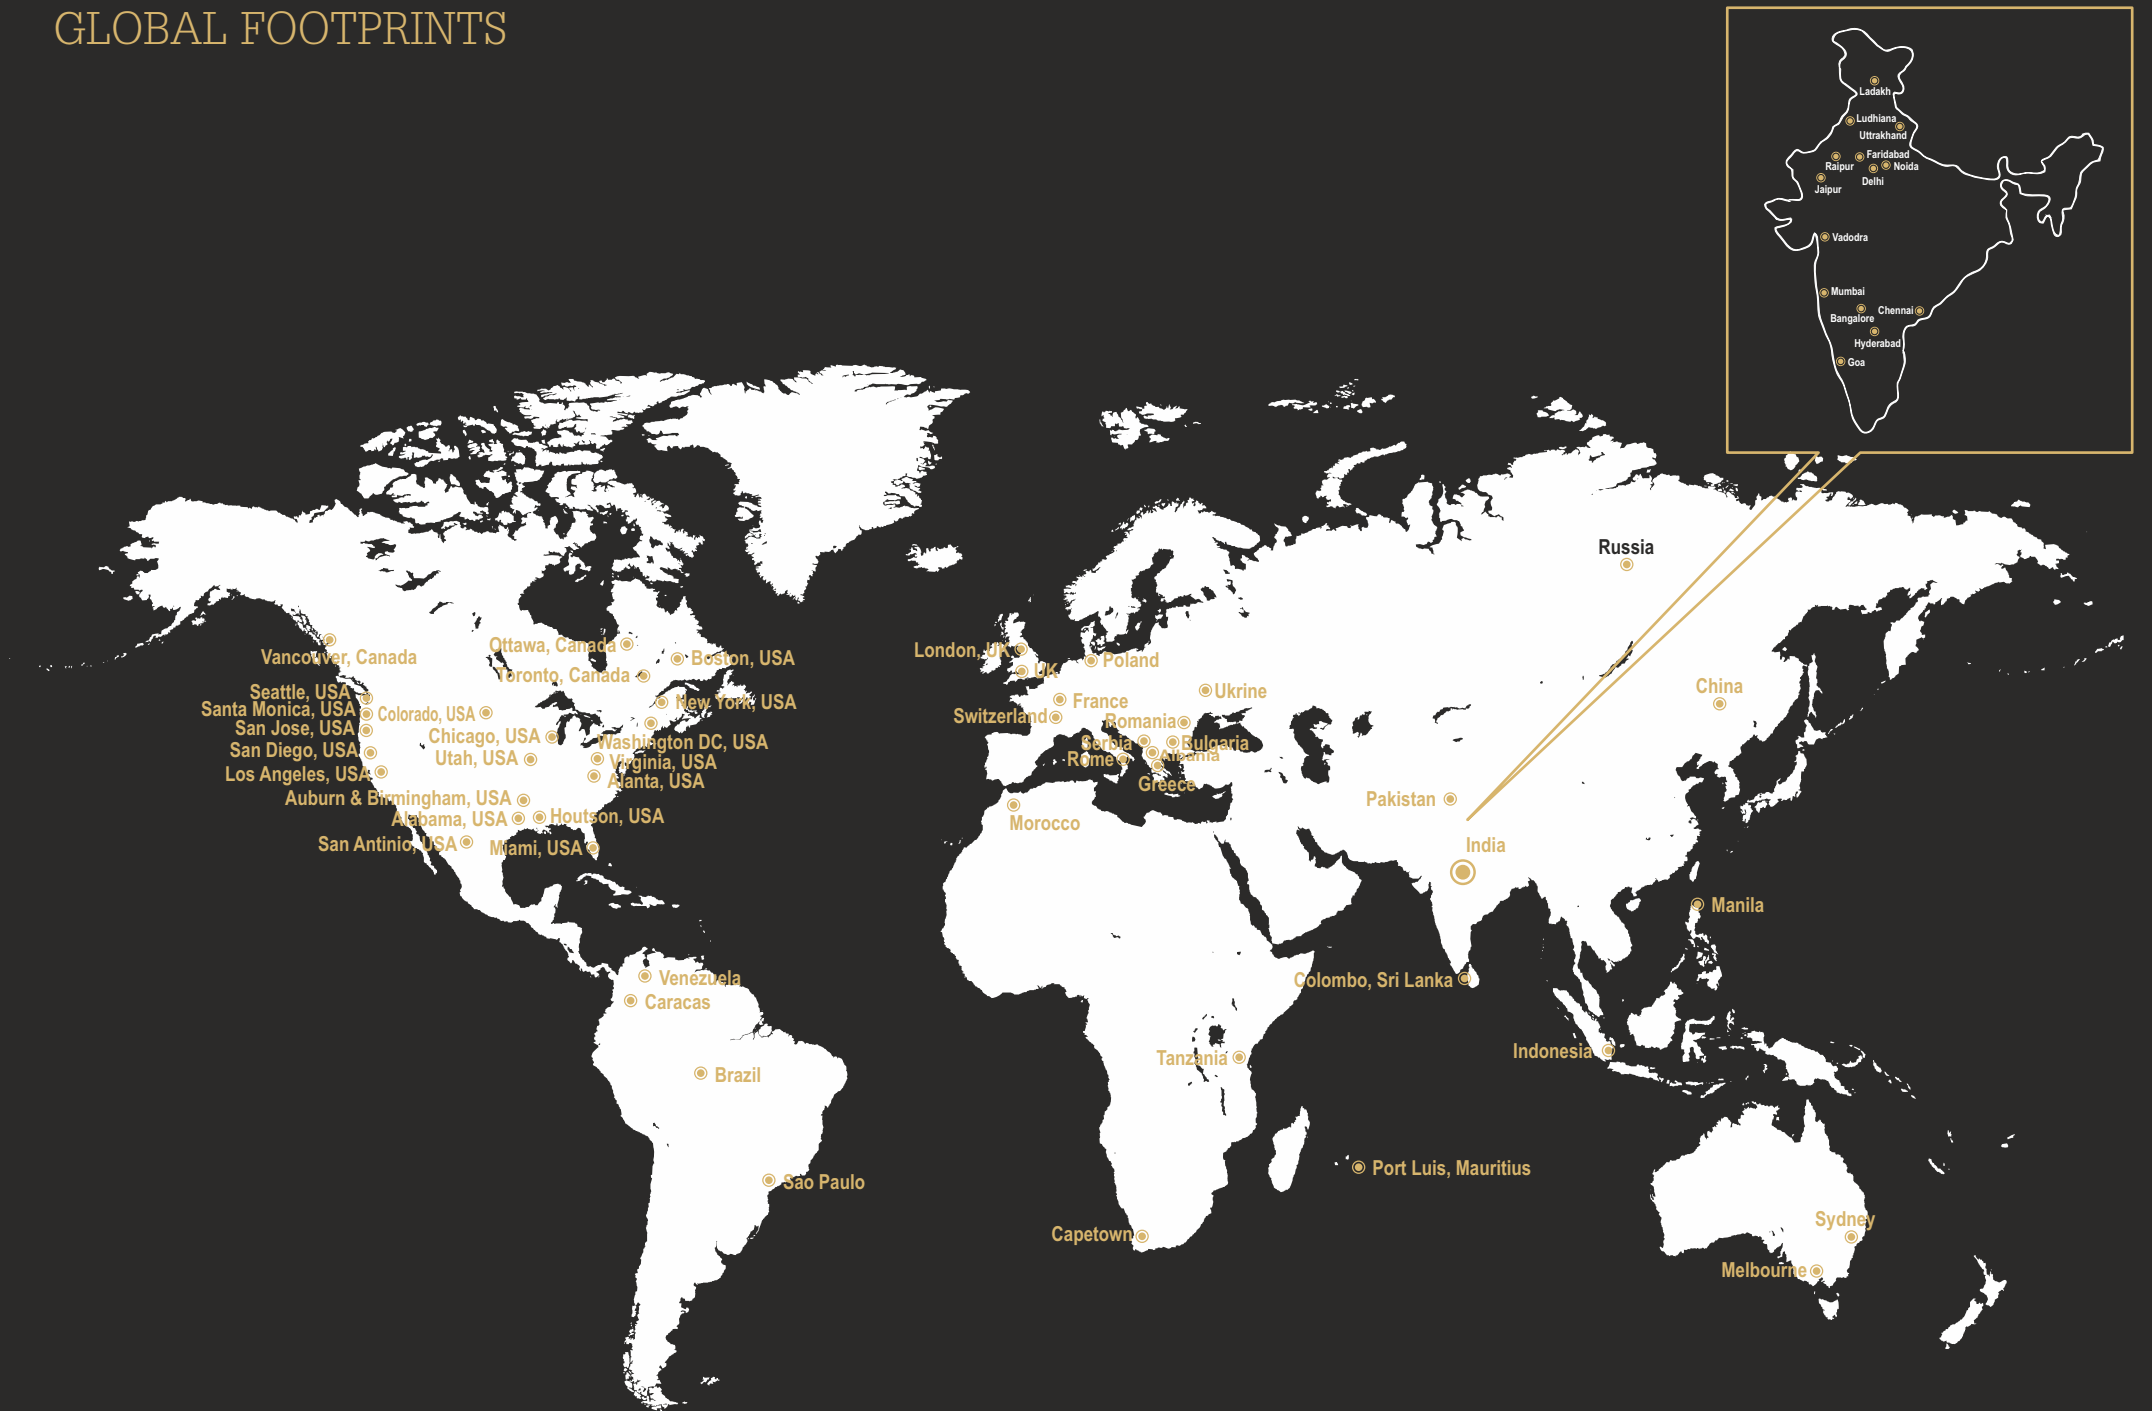 GLOBAL FOOTPRINTS
Ladakh
Ludhiana
Uttrakhand
Faridabad
Raipur
Noida
Delhi
Jaipur
Vadodra
Mumbai
Bangalore
Chennai
Hyderabad
Goa
Russia
Vancouver, Canada
Ottawa, Canada
Boston, USA
Toronto, Canada
Seattle, USA
Santa Monica, USA
Colorado, USA
New York, USA
San Jose, USA
Chicago, USA
Washington DC, USA
San Diego, USA
Utah, USA
Virginia, USA
Los Angeles, USA
Alanta, USA
Auburn & Birmingham, USA
Alabama, USA
Houtson, USA
San Antinio, USA
Miami, USA
London, UK
UK
Poland
France
Switzerland
Ukrine
Romania
Serbia
Bulgaria
Rome
Albania
Greece
Morocco
China
Pakistan
India
Manila
Colombo, Sri Lanka
Venezuela
Caracas
Indonesia
Tanzania
Brazil
Port Luis, Mauritius
Sao Paulo
Capetown
Sydney
Melbourne